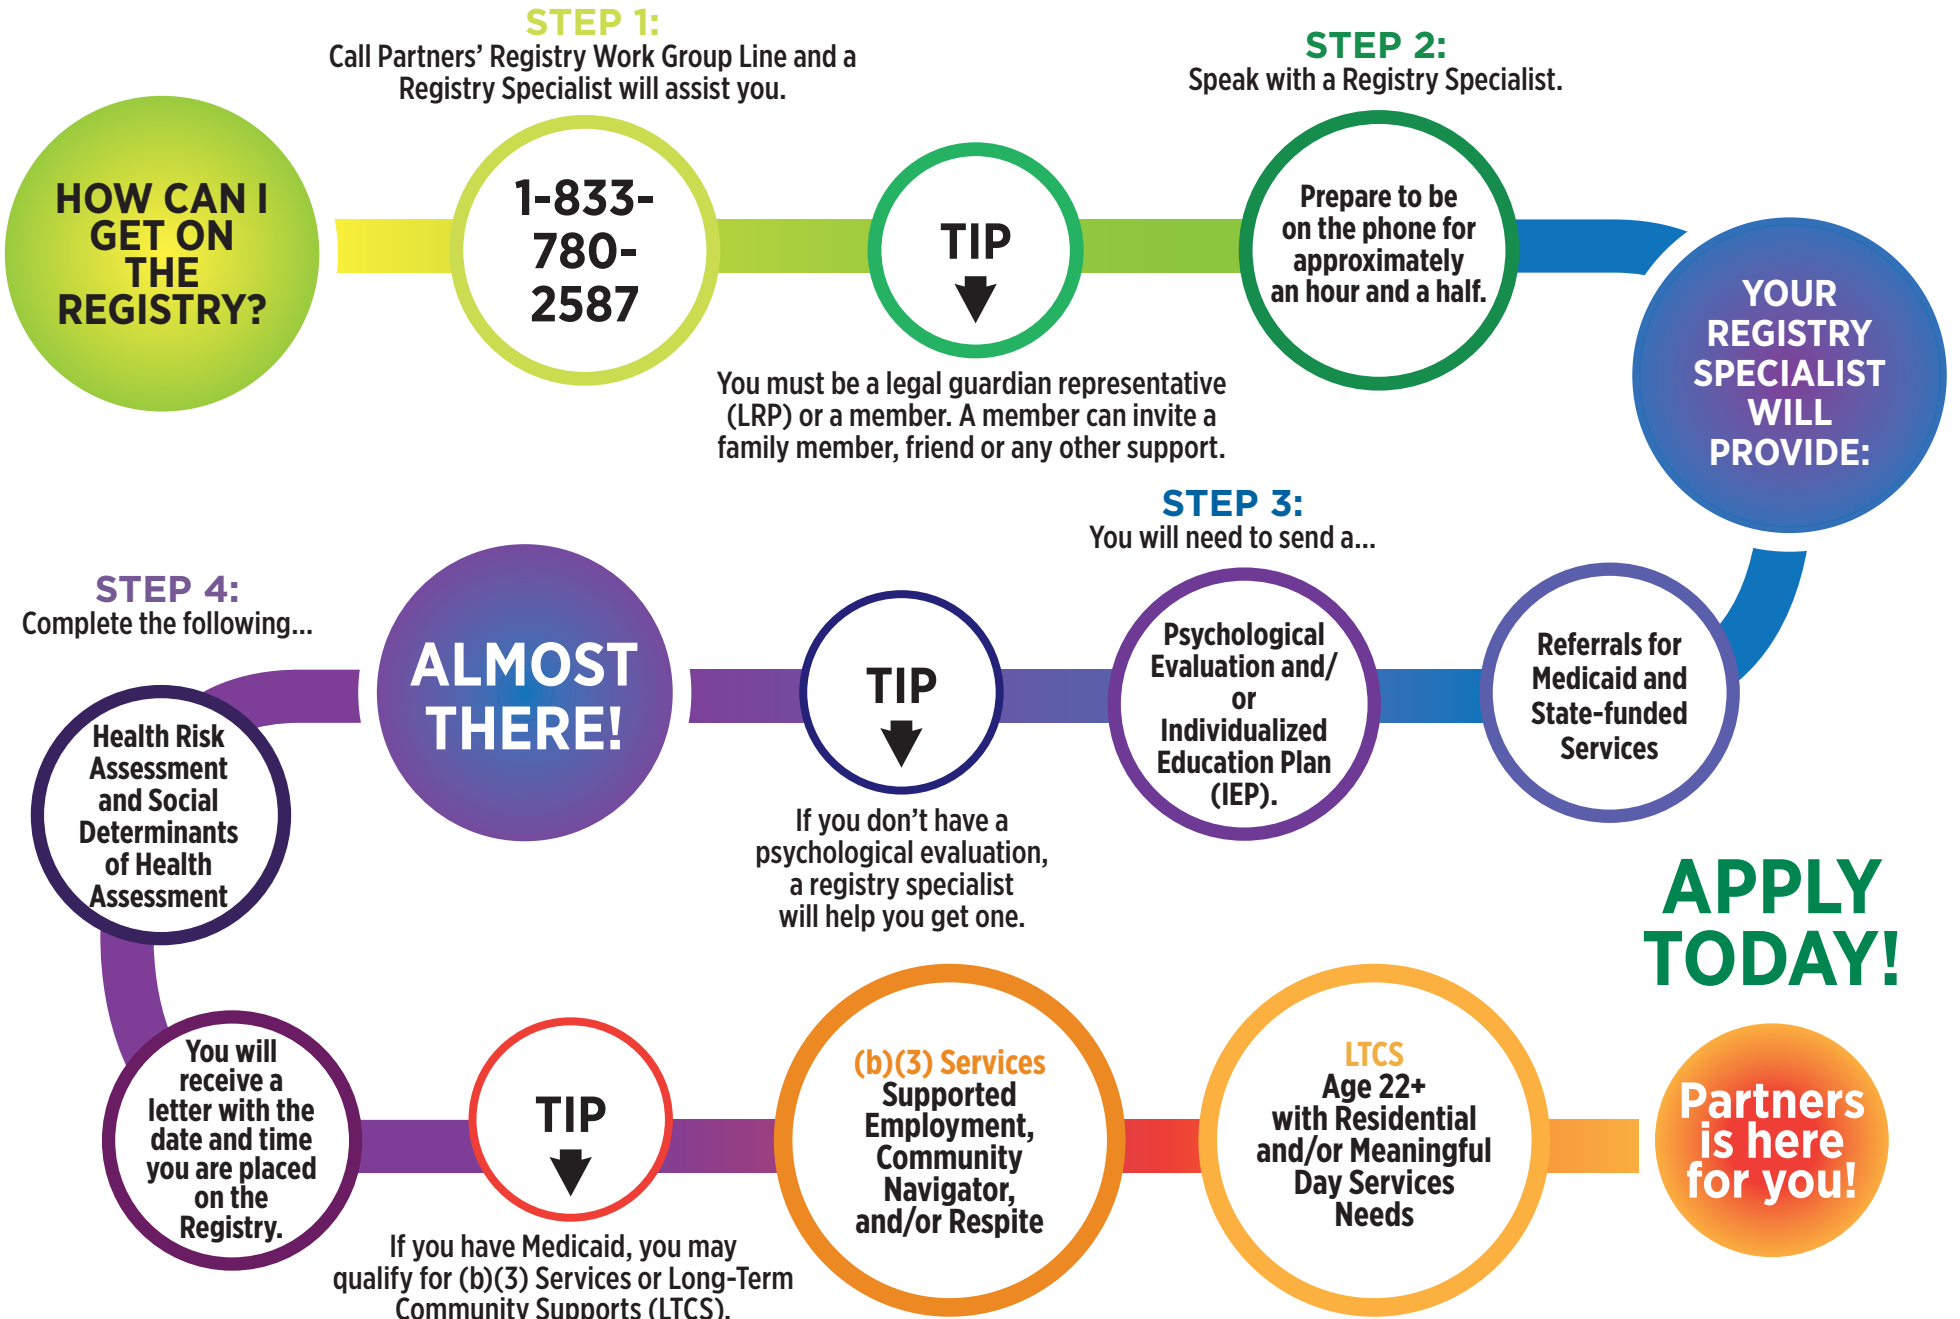 STEP 1:
Call Partners’ Registry Work Group Line and a
Registry Specialist will assist you.
STEP 2:
Speak with a Registry Specialist.
HOW CAN I
GET ON
THE
REGISTRY?
1-833-
780-
2587
TIP
You must be a legal guardian representative
(LRP) or a member. A member can invite a
family member, friend or any other support.
Prepare to be
on the phone for
approximately
an hour and a half.
YOUR
REGISTRY
SPECIALIST
WILL
PROVIDE:
Referrals for
Medicaid and
State-funded
Services
STEP 3:
You will need to send a...
Psychological
Evaluation and/
or
Individualized
Education Plan
(IEP).
TIP
If you don’t have a
psychological evaluation,
a registry specialist
will help you get one.
ALMOST
THERE!
STEP 4:
Complete the following...
Health Risk
Assessment
and Social
Determinants
of Health
Assessment
You will
receive a
letter with the
date and time
you are placed
on the
Registry.
TIP
If you have Medicaid, you may
qualify for (b)(3) Services or Long-Term
Community Supports (LTCS).
(b)(3) Services
Supported
Employment,
Community
Navigator,
and/or Respite
LTCS
Age 22+
with Residential
and/or Meaningful
Day Services
Needs
APPLY
TODAY!
Partners
is here
for you!